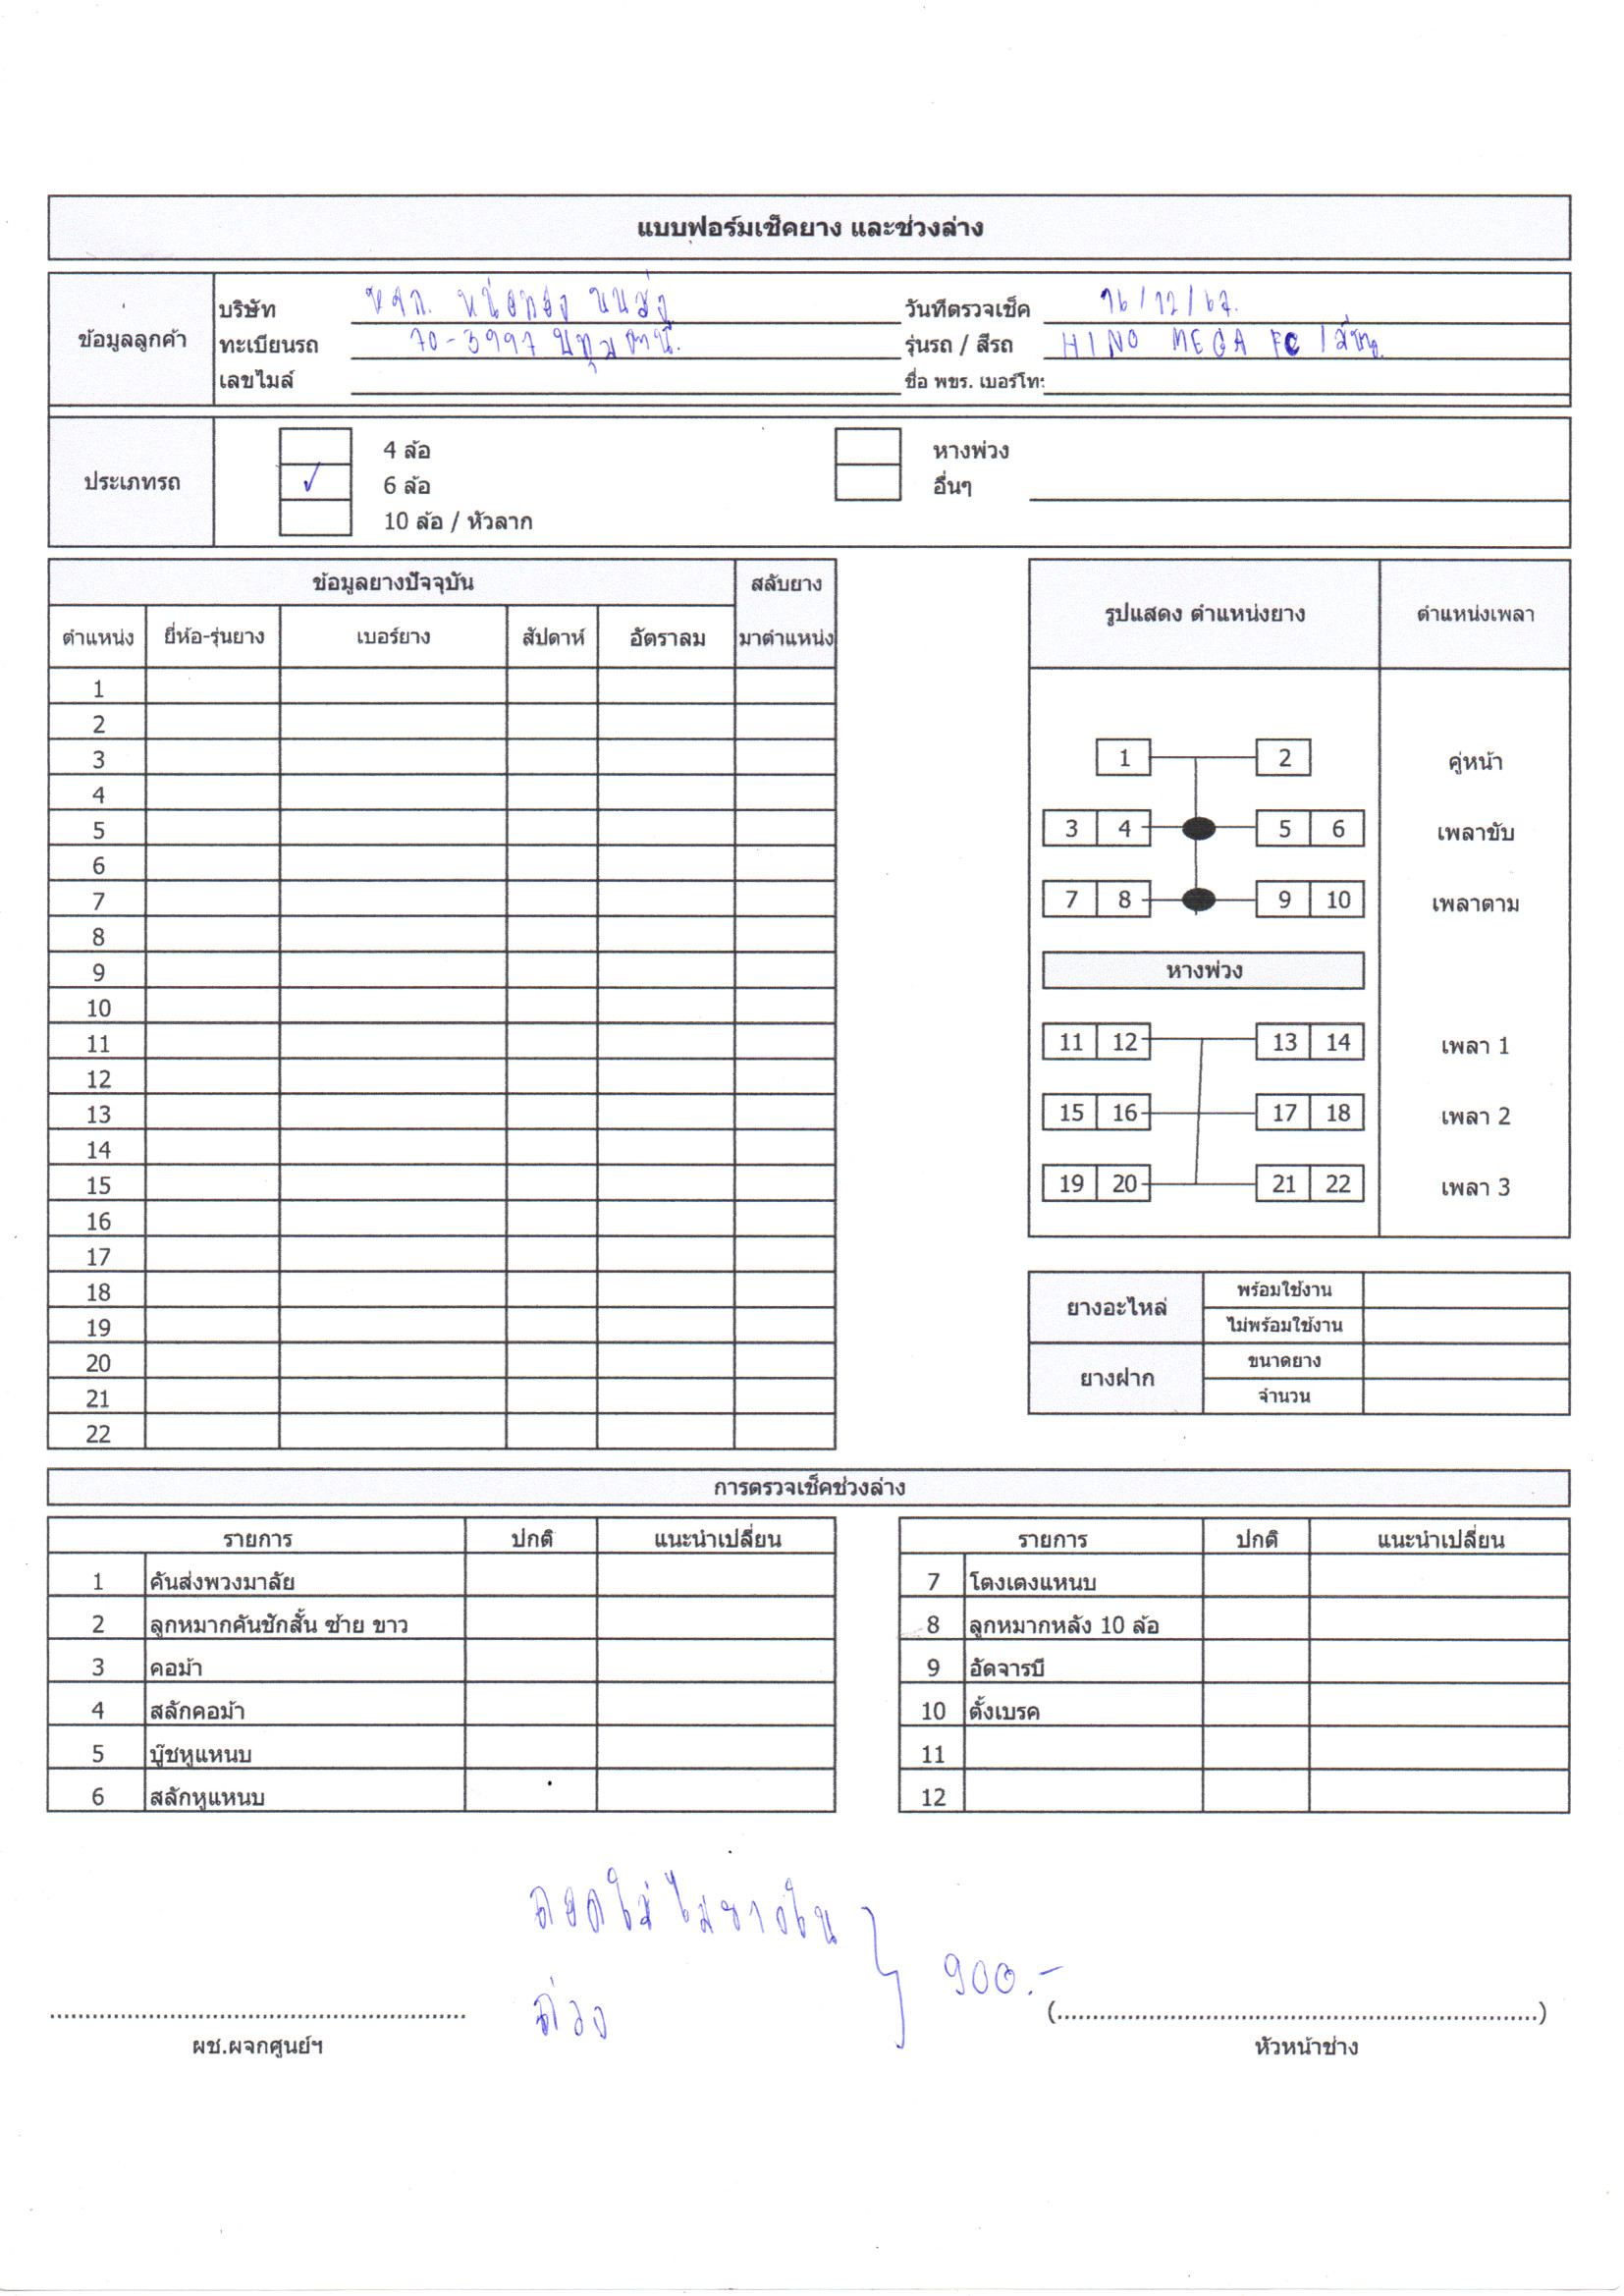 แบบฟอร์มเช็คยาง และช่วงล่าง
ข้อมูลลูกค้า
บริษัท หจก. หน่อทอง ขนส่ง วันที่ตรวจเช็ค 16/12/67.
ทะเบียนรถ 70-3997 ปทุมธานี. รุ่นรถ / สีรถ HINO MEGA FC /
เลขไมล์ ชื่อ พขร. เบอร์โทร
ประเภทรถ
4 ล้อ หางพ่วง
✓ 6 ล้อ อื่นๆ
10 ล้อ / หัวลาก
ข้อมูลยางปัจจุบัน สลับยาง
ตำแหน่ง ยี่ห้อ-รุ่นยาง เบอร์ยาง สัปดาห์ อัตราลม มาตำแหน่ง
1
2
3
4
5
6
7
8
9
10
11
12
13
14
15
16
17
18
19
20
21
22
รูปแสดง ตำแหน่งยาง ตำแหน่งเพลา
1 2 คู่หน้า
3 4 5 6 เพลาขับ
7 8 9 10 เพลาตาม
หางพ่วง
11 12 13 14 เพลา 1
15 16 17 18 เพลา 2
19 20 21 22 เพลา 3
ยางอะไหล่ พร้อมใช้งาน
ไม่พร้อมใช้งาน
ยางฝาก ขนาดยาง
จำนวน
การตรวจเช็คช่วงล่าง
รายการ ปกติ แนะนำเปลี่ยน
1 คันส่งพวงมาลัย
2 ลูกหมากคันชักสั้น ซ้าย ขาว
3 คอม้า
4 สลักคอม้า
5 บู๊ชหูแหนบ
6 สลักหูแหนบ
รายการ ปกติ แนะนำเปลี่ยน
7 โตงเตงแหนบ
8 ลูกหมากหลัง 10 ล้อ
9 อัดจารบี
10 ตั้งเบรค
11
12
900.-
ผช.ผจกศูนย์ฯ
(........)
หัวหน้าช่าง